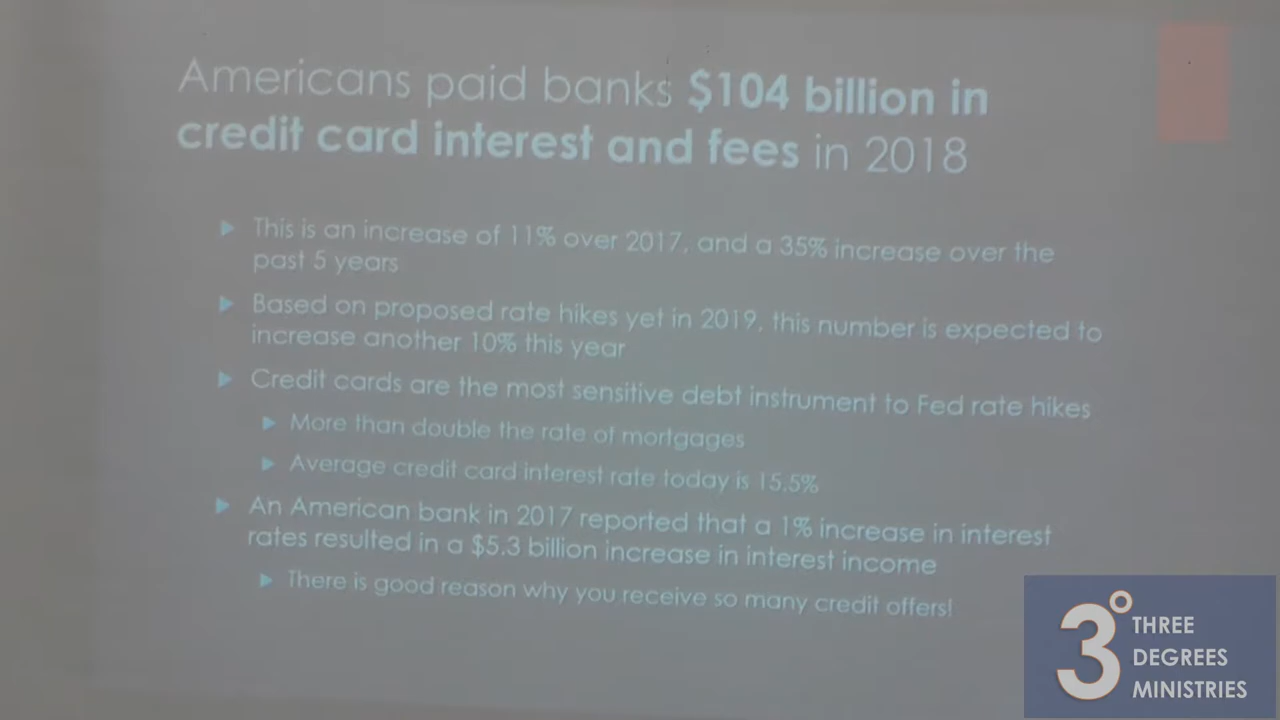 Americans paid banks $104 billion in
credit card interest and fees in 2018
This is an increase of 11% over 2017, and a 35% increase over the
past 5 years
Based on proposed rate hikes yet in 2019, this number is expected to
increase another 10% this year
Credit cards are the most sensitive debt instrument to Fed rate hikes
More than double the rate of mortgages
Average credit card interest rate today is 15.5%
An American bank in 2017 reported that a 1% increase in interest
rates resulted in a $5.3 billion increase in interest income
There is good reason why you receive so many credit offers!
3°
THREE
DEGREES
MINISTRIES